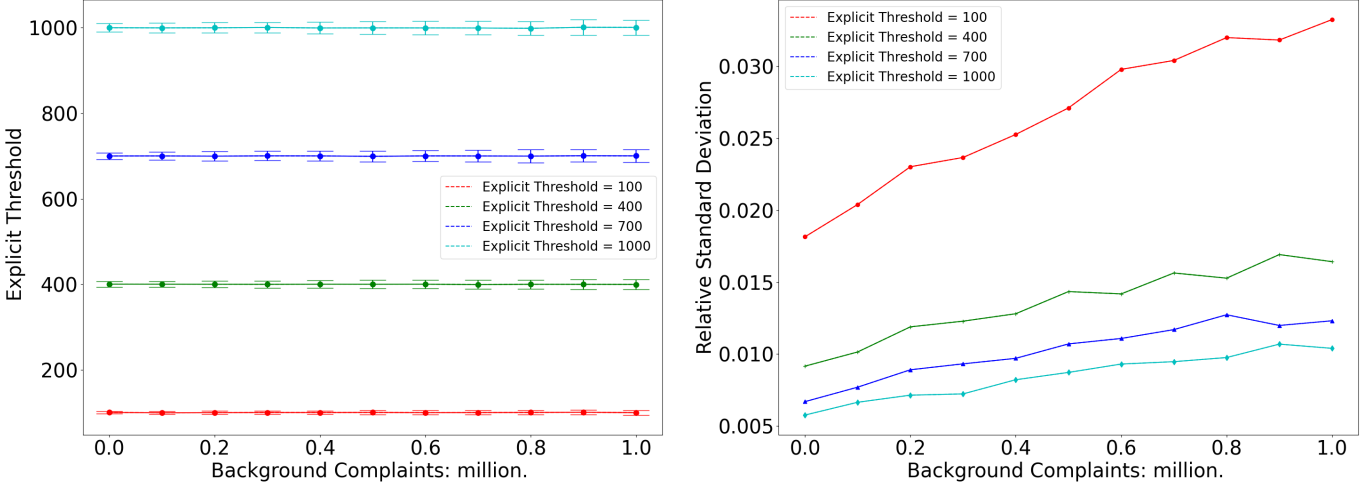 1000
800
600
400
200
Explicit Threshold
Explicit Threshold = 100
Explicit Threshold = 400
Explicit Threshold = 700
Explicit Threshold = 1000
0.0 0.2 0.4 0.6 0.8 1.0
Background Complaints: million.
0.030
0.025
0.020
0.015
0.010
0.005
Relative Standard Deviation
Explicit Threshold = 100
Explicit Threshold = 400
Explicit Threshold = 700
Explicit Threshold = 1000
0.0 0.2 0.4 0.6 0.8 1.0
Background Complaints: million.